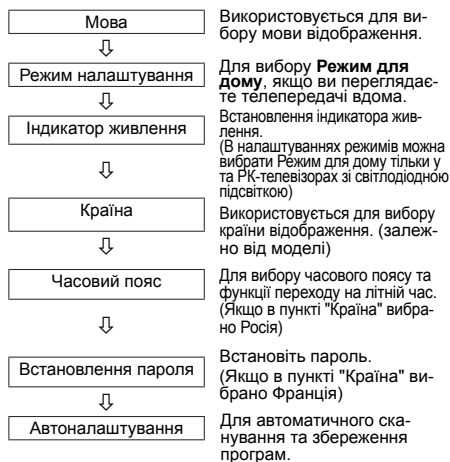 Мова
Використовується для ви-
бору мови відображення.
Режим налаштування
Для вибору Режим для
дому, якщо ви переглядає-
те телепередачі вдома.
Індикатор живлення
Встановлення індикатора жив-
лення.
(В налаштуваннях режимів можна
вибрати Режим для дому тільки у
та РК-телевізорах зі світлодіодною
підсвіткою)
Країна
Використовується для вибору
країни відображення. (залеж-
но від моделі)
Часовий пояс
Для вибору часового поясу та
функції переходу на літній час.
(Якщо в пункті "Країна" вибра-
но Росія)
Встановлення пароля
Встановіть пароль.
(Якщо в пункті "Країна" ви-
брано Франція)
Автоналаштування
Для автоматичного ска-
нування та збереження
програм.